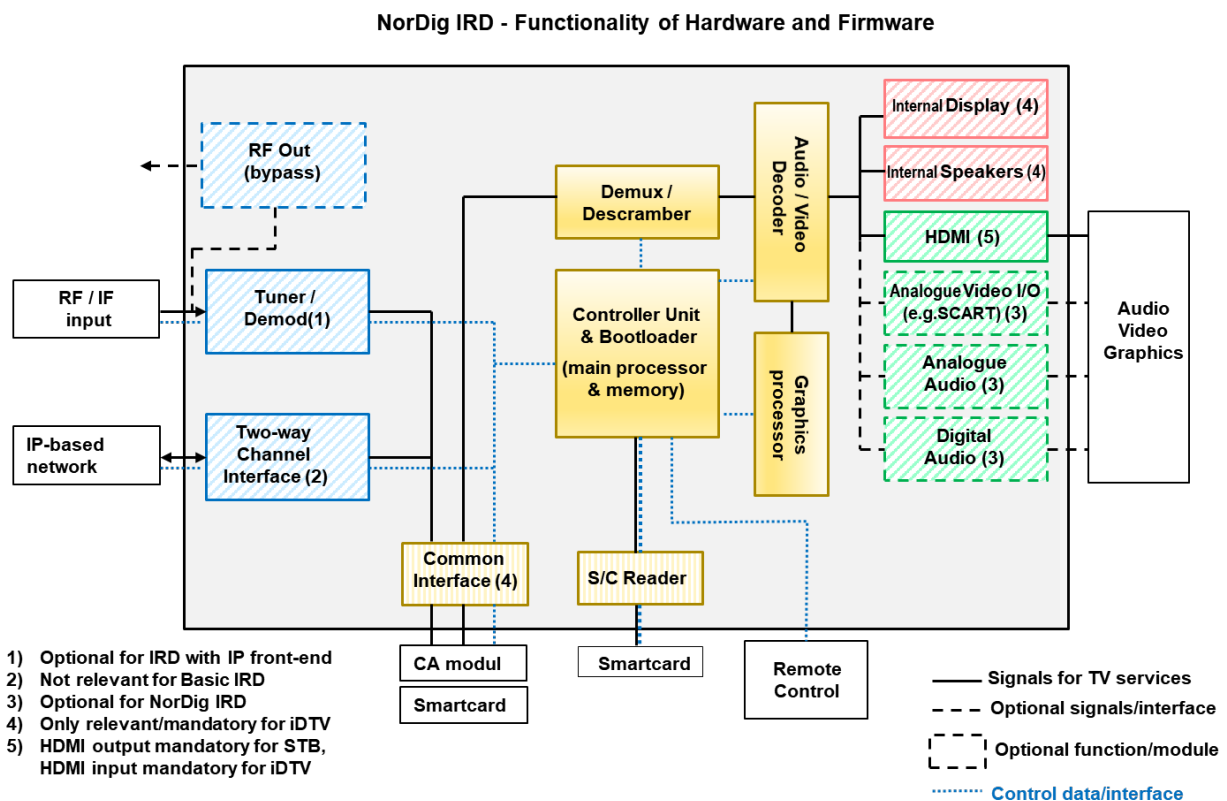 NorDig IRD - Functionality of Hardware and Firmware
RF Out
(bypass)
RF / IF
input
Tuner /
Demod(1)
IP-based
network
Two-way
Channel
Interface (2)
Common
Interface (4)
CA modul
Smartcard
Demux /
Descramber
Controller Unit
& Bootloader
(main processor
& memory)
S/C Reader
Smartcard
Remote
Control
Audio / Video
Decoder
Graphics
processor
Internal Display (4)
Internal Speakers (4)
HDMI (5)
Analogue Video I/O
(e.g.SCART) (3)
Analogue
Audio (3)
Digital
Audio (3)
Audio
Video
Graphics
1) Optional for IRD with IP front-end
2) Not relevant for Basic IRD
3) Optional for NorDig IRD
4) Only relevant/mandatory for iDTV
5) HDMI output mandatory for STB,
HDMI input mandatory for iDTV
Signals for TV services
Optional signals/interface
Optional function/module
Control data/interface